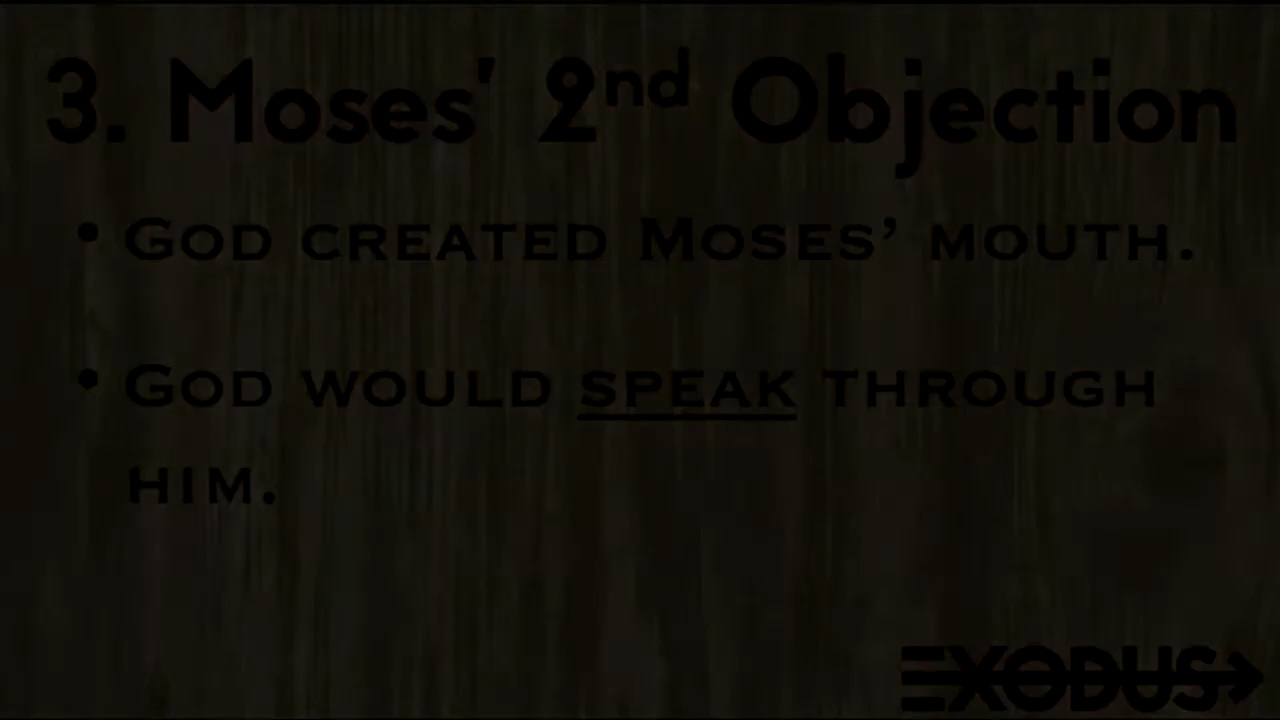 3. Moses' 2nd Objection
• God created Moses’ mouth.
• God would speak through
him.
EXODUS